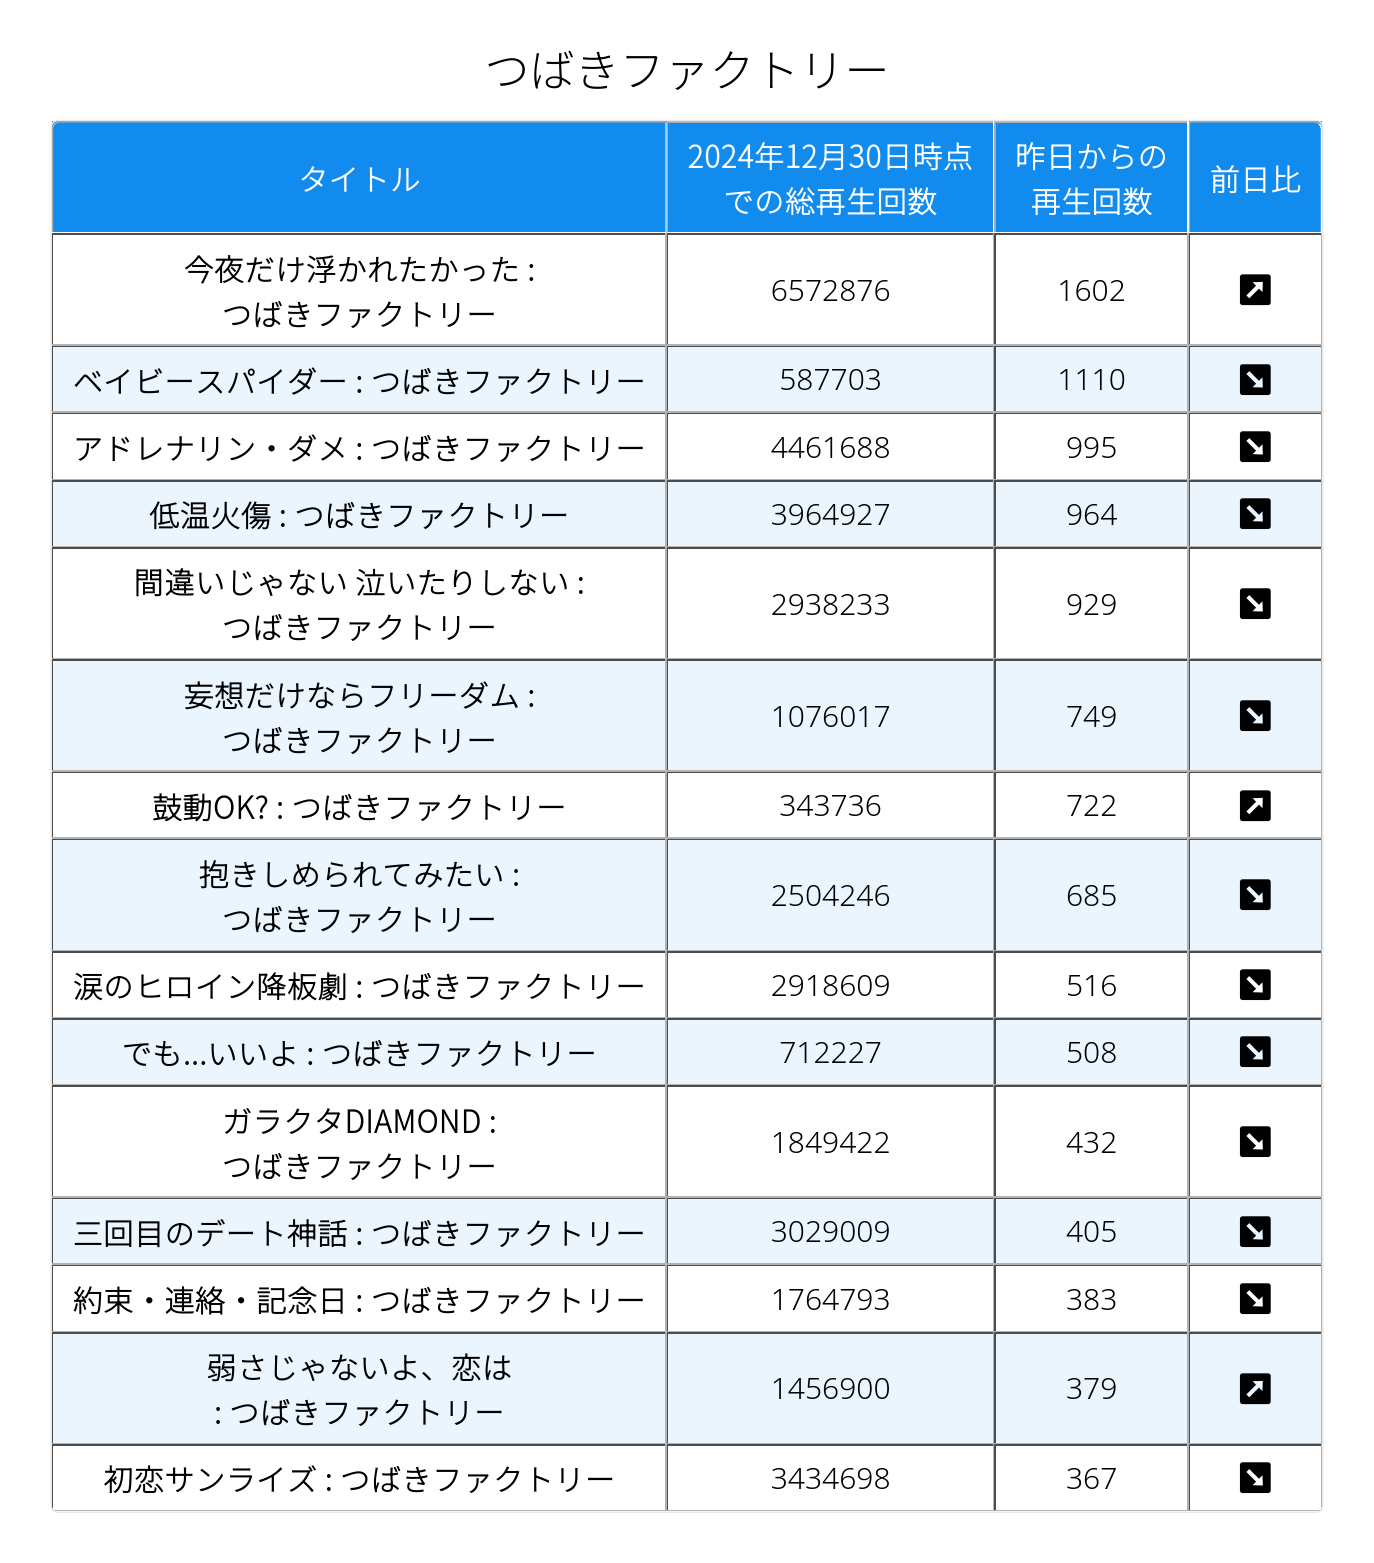 つばきファクトリー
タイトル
2024年12月30日時点
での総再生回数
昨日からの
再生回数
前日比
今夜だけ浮かれたかった :
つばきファクトリー
6572876
1602
ベイビースパイダー : つばきファクトリー
587703
1110
アドレナリン・ダメ : つばきファクトリー
4461688
995
低温火傷 : つばきファクトリー
3964927
964
間違いじゃない 泣いたりしない :
つばきファクトリー
2938233
929
妄想だけならフリーダム :
つばきファクトリー
1076017
749
鼓動OK? : つばきファクトリー
343736
722
抱きしめられてみたい :
つばきファクトリー
2504246
685
涙のヒロイン降板劇 : つばきファクトリー
2918609
516
でも...いいよ : つばきファクトリー
712227
508
ガラクタDIAMOND :
つばきファクトリー
1849422
432
三回目のデート神話 : つばきファクトリー
3029009
405
約束・連絡・記念日 : つばきファクトリー
1764793
383
弱さじゃないよ、恋は
: つばきファクトリー
1456900
379
初恋サンライズ : つばきファクトリー
3434698
367